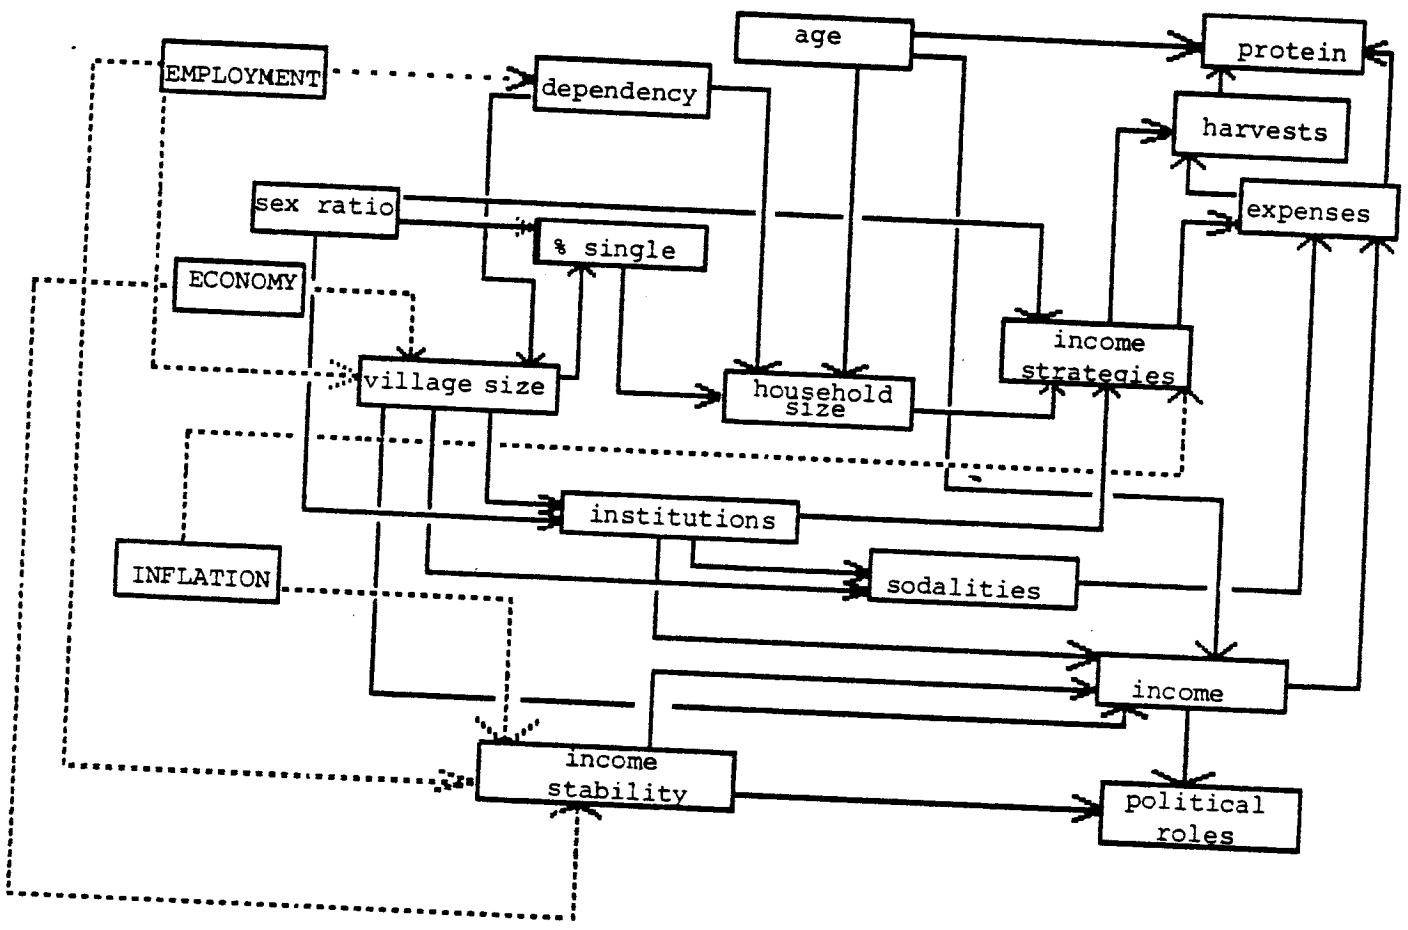 age
protein
EMPLOYMENT
dependency
harvests
sex ratio
expenses
% single
ECONOMY
income
strategies
village size
household
size
institutions
INFLATION
sodalities
income
income
stability
political
roles